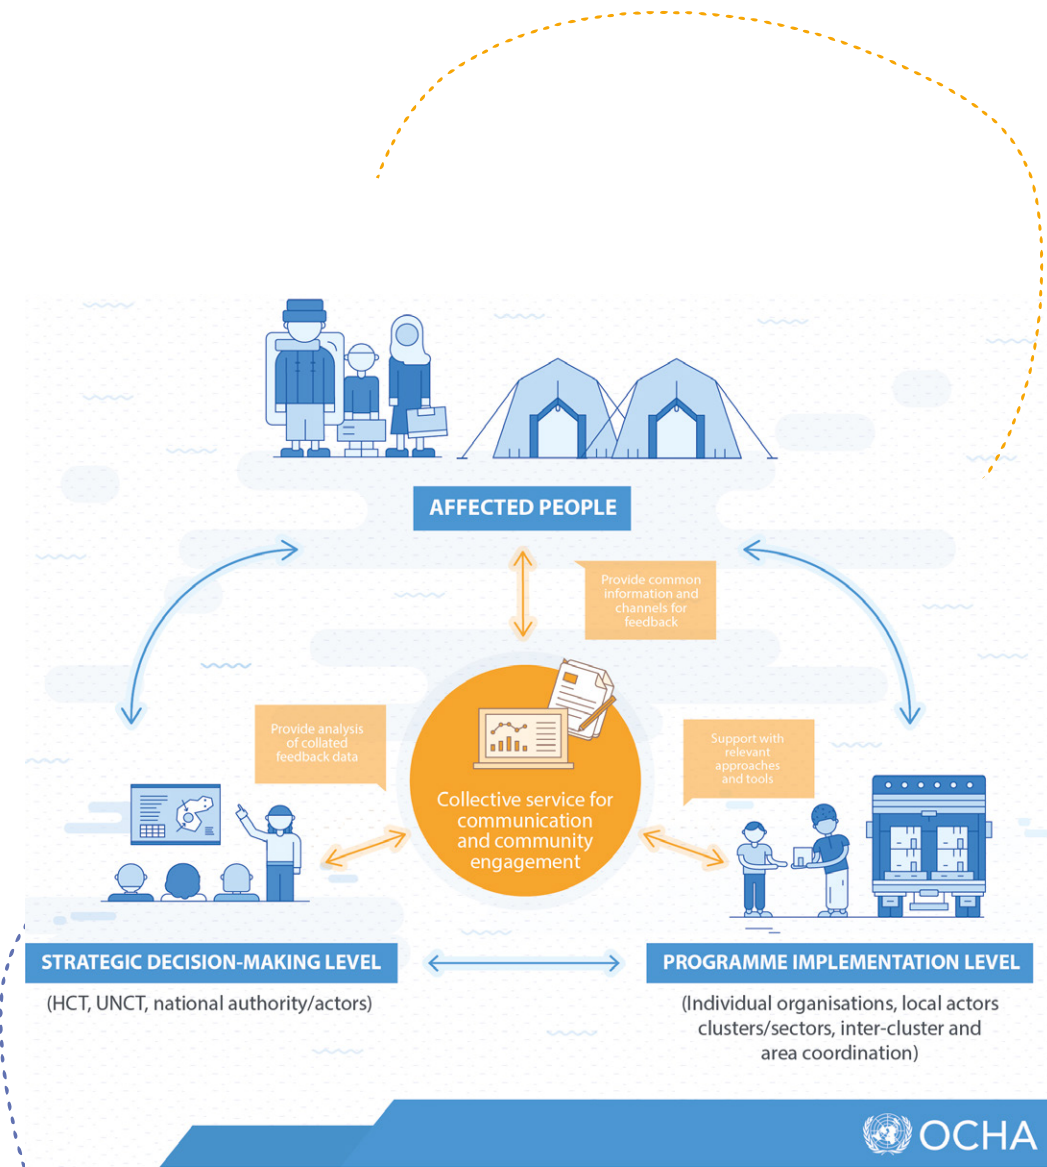 AFFECTED PEOPLE
Provide common
information and
channels for
feedback
Provide analysis
of collated
feedback data
Support with
relevant
approaches
and tools
Collective service for
communication
and community
engagement
STRATEGIC DECISION-MAKING LEVEL
(HCT, UNCT, national authority/actors)
PROGRAMME IMPLEMENTATION LEVEL
(Individual organisations, local actors
clusters/sectors, inter-cluster and
area coordination)
OCHA